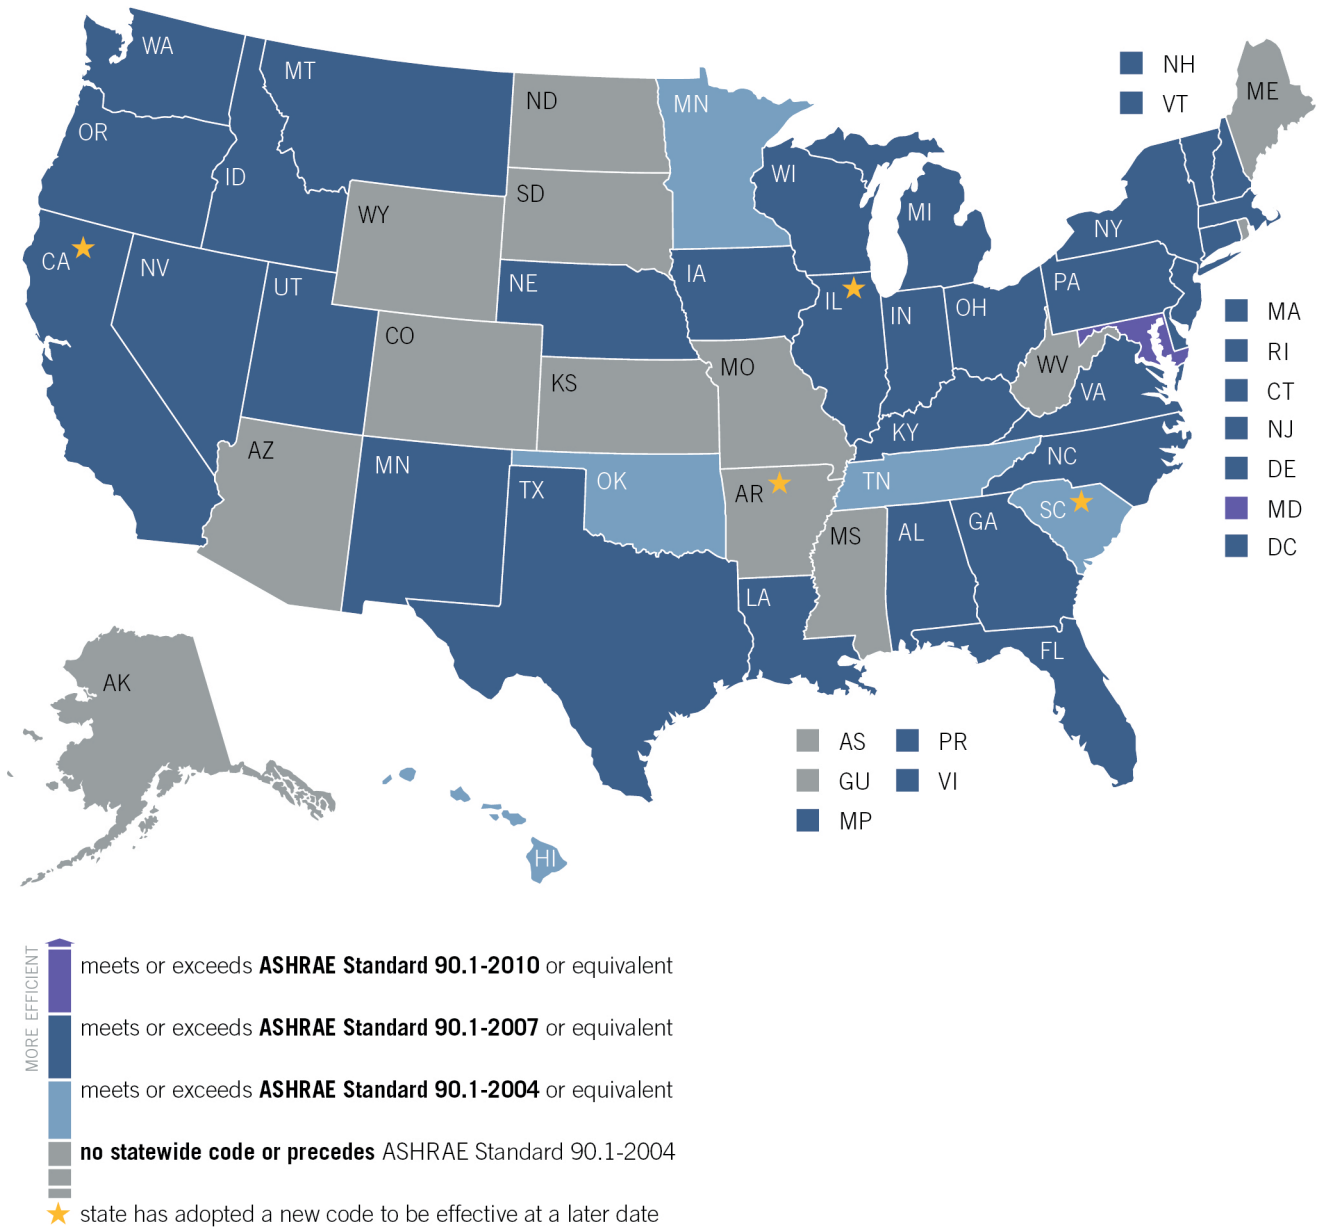 WA
MT
ND
MN
NH
VT
ME
OR
ID
SD
WI
MI
WY
NY
CA
NV
UT
NE
IA
IL
IN
OH
PA
MA
RI
CT
NJ
DE
MD
DC
CO
KS
MO
WV
VA
KY
AZ
MN
TX
OK
AR
TN
NC
SC
MS
AL
GA
LA
FL
AK
HI
AS
PR
GU
VI
MP
MORE EFFICIENT
meets or exceeds ASHRAE Standard 90.1-2010 or equivalent
meets or exceeds ASHRAE Standard 90.1-2007 or equivalent
meets or exceeds ASHRAE Standard 90.1-2004 or equivalent
no statewide code or precedes ASHRAE Standard 90.1-2004
state has adopted a new code to be effective at a later date